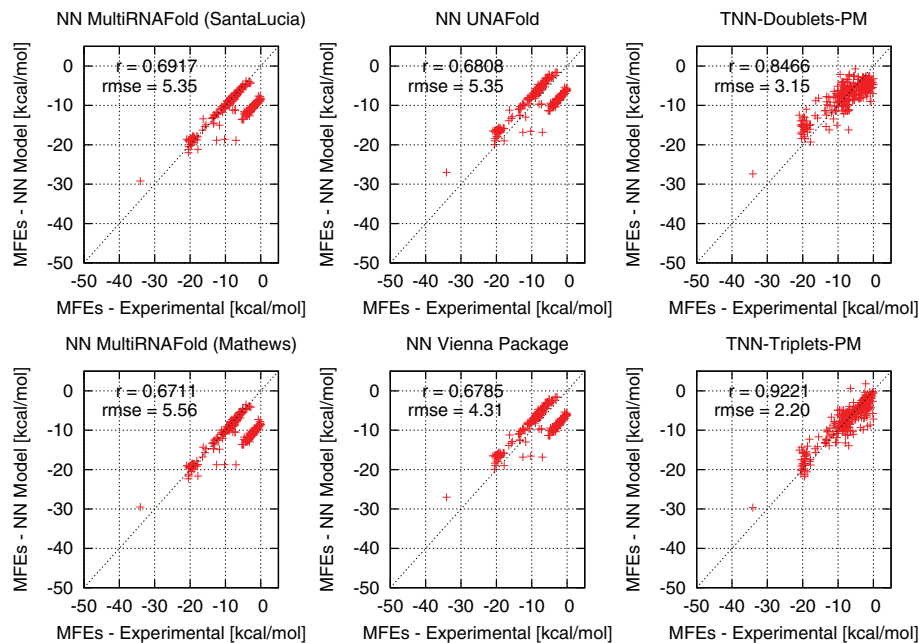 NN MultiRNAFold (SantaLucia)
r = 0.6917
rmse = 5.35
0
-10
-20
-30
-40
-50
-50 -40 -30 -20 -10 0
MFEs - NN Model [kcal/mol]
MFEs - Experimental [kcal/mol]
NN UNAFold
r = 0.6808
rmse = 5.35
0
-10
-20
-30
-40
-50
-50 -40 -30 -20 -10 0
MFEs - NN Model [kcal/mol]
MFEs - Experimental [kcal/mol]
TNN-Doublets-PM
r = 0.8466
rmse = 3.15
0
-10
-20
-30
-40
-50
-50 -40 -30 -20 -10 0
MFEs - NN Model [kcal/mol]
MFEs - Experimental [kcal/mol]
NN MultiRNAFold (Mathews)
r = 0.6711
rmse = 5.56
0
-10
-20
-30
-40
-50
-50 -40 -30 -20 -10 0
MFEs - NN Model [kcal/mol]
MFEs - Experimental [kcal/mol]
NN Vienna Package
r = 0.6785
rmse = 4.31
0
-10
-20
-30
-40
-50
-50 -40 -30 -20 -10 0
MFEs - NN Model [kcal/mol]
MFEs - Experimental [kcal/mol]
TNN-Triplets-PM
r = 0.9221
rmse = 2.20
0
-10
-20
-30
-40
-50
-50 -40 -30 -20 -10 0
MFEs - NN Model [kcal/mol]
MFEs - Experimental [kcal/mol]